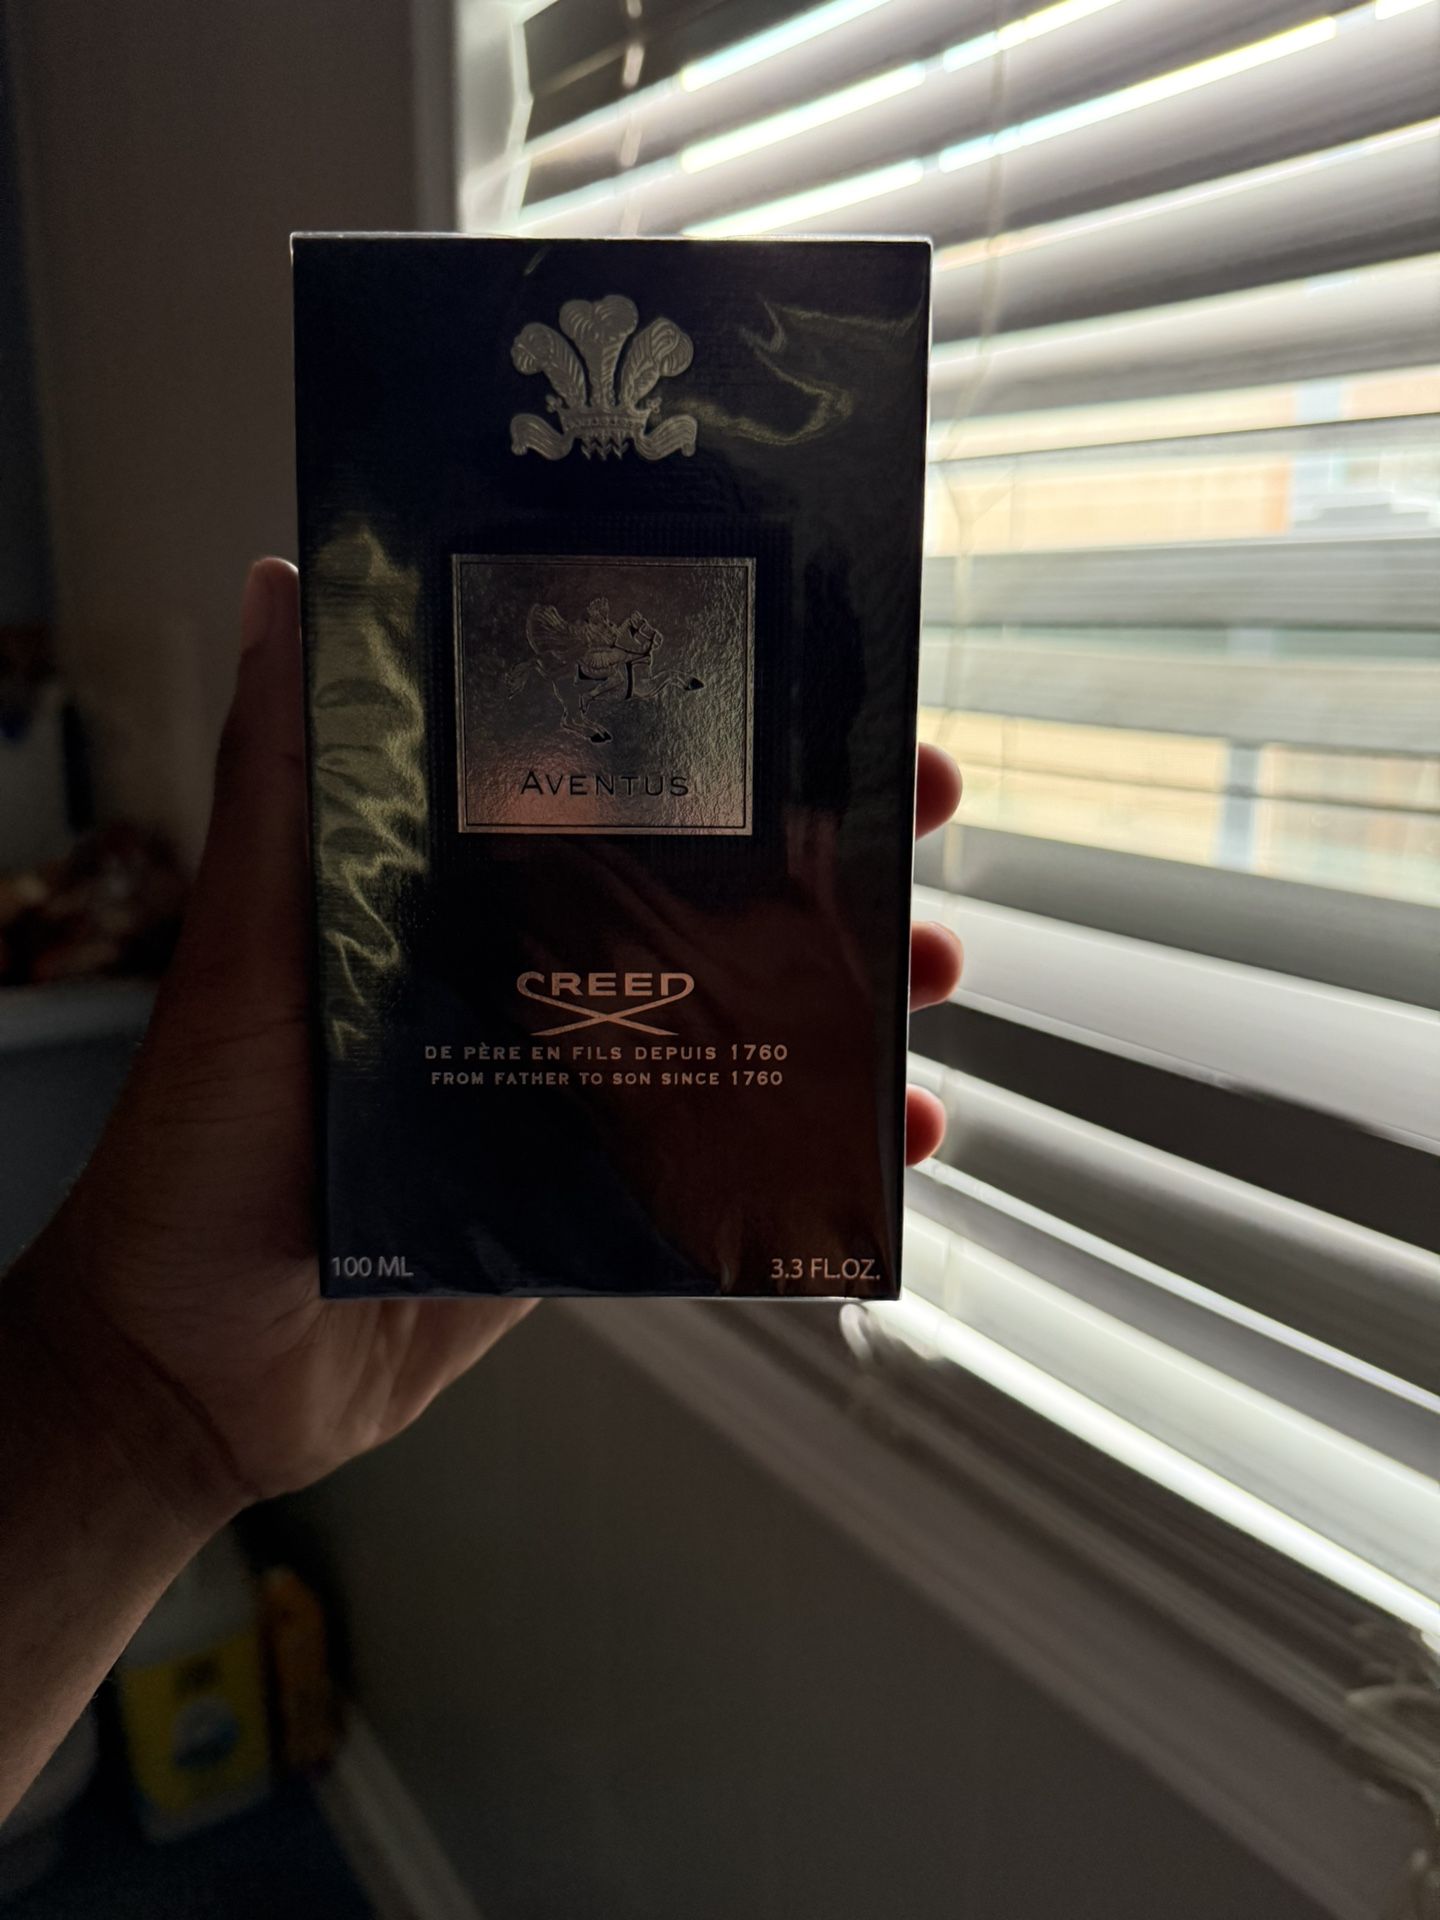 AVENTUS
CREED
DE PÈRE EN FILS DEPUIS 1760
FROM FATHER TO SON SINCE 1760
100 ML
3.3 FL.OZ.